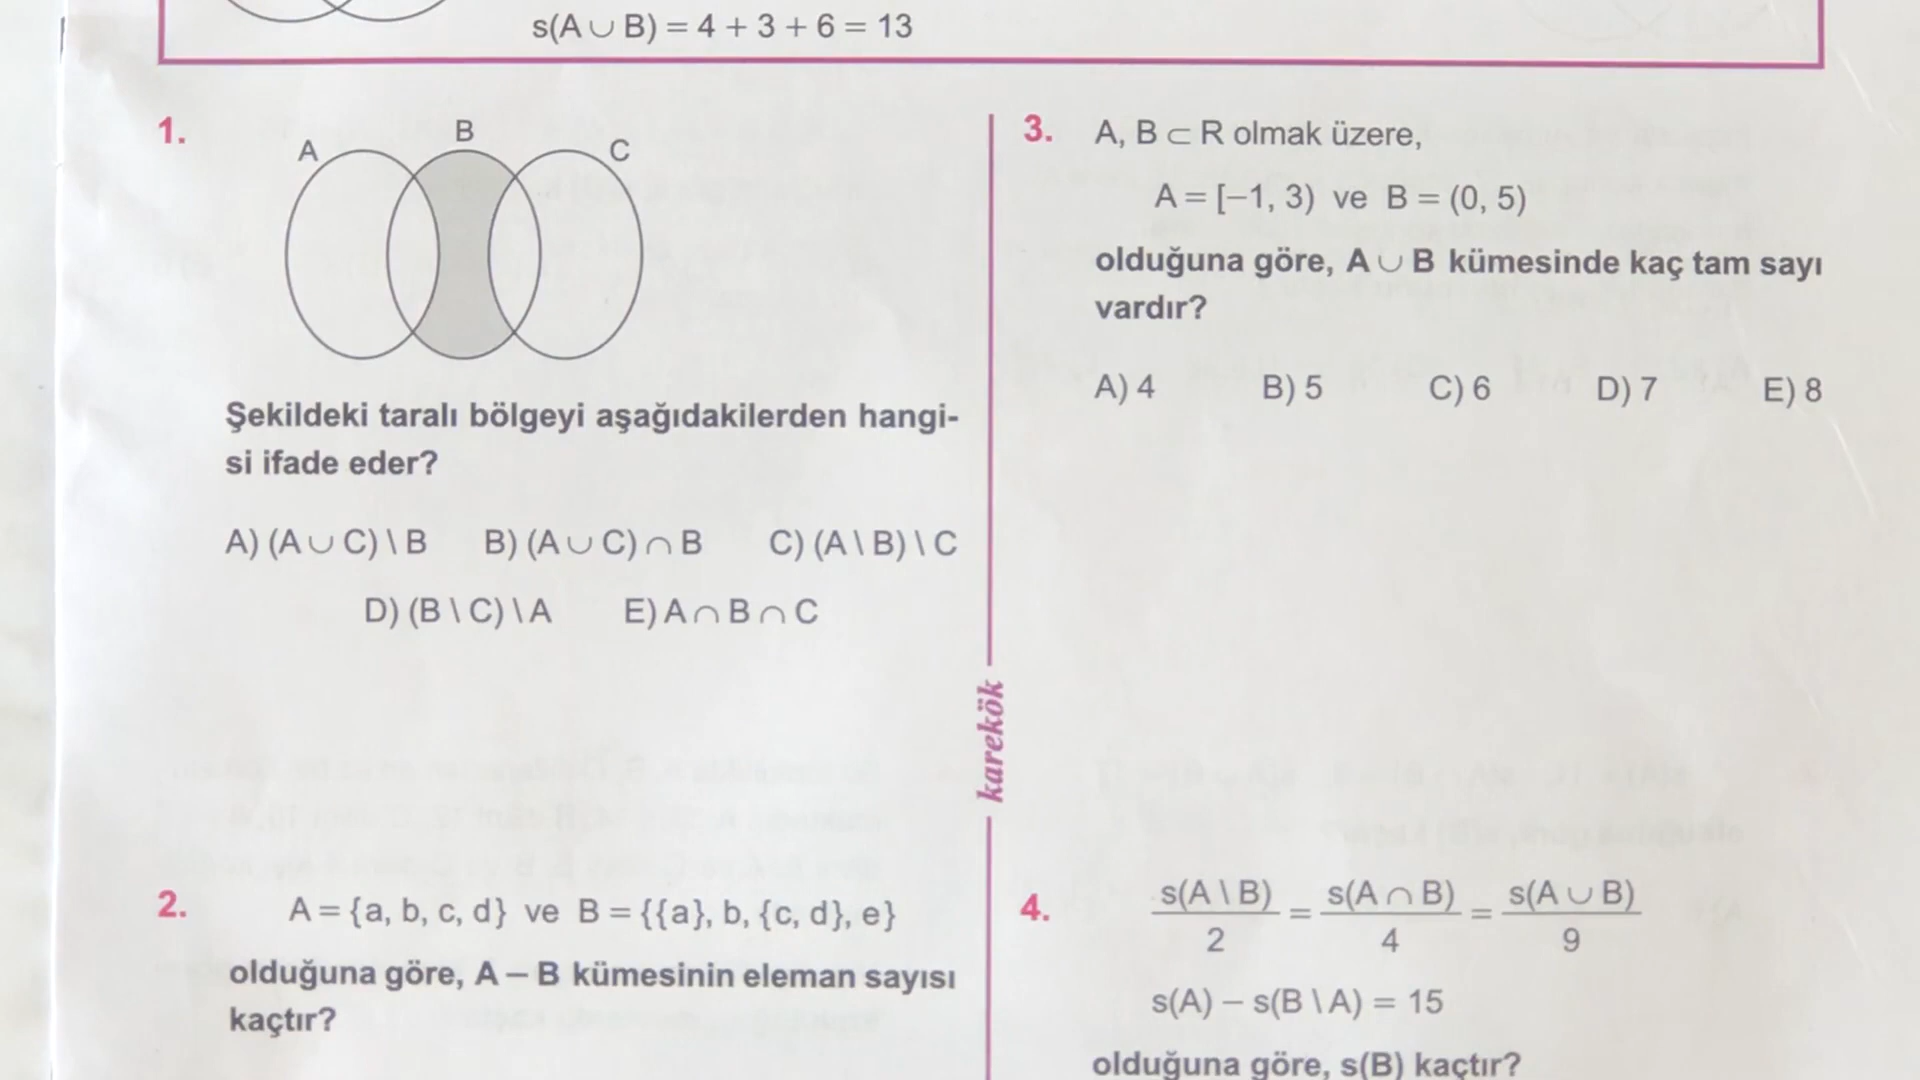 s(A ∪ B) = 4 + 3 + 6 = 13
1.
A
B
C
Şekildeki taralı bölgeyi aşağıdakilerden hangi-
si ifade eder?
A) (A ∪ C) \ B B) (A ∪ C) ∩ B C) (A \ B) \ C
D) (B \ C) \ A E) A ∩ B ∩ C
2. A = {a, b, c, d} ve B = {{a}, b, {c, d}, e}
olduğuna göre, A – B kümesinin eleman sayısı
kaçtır?
karekök
3. A, B ⊂ R olmak üzere,
A = [–1, 3) ve B = (0, 5)
olduğuna göre, A ∪ B kümesinde kaç tam sayı
vardır?
A) 4 B) 5 C) 6 D) 7 E) 8
4. s(A \ B)/2 = s(A ∩ B)/4 = s(A ∪ B)/9
s(A) – s(B \ A) = 15
olduğuna göre, s(B) kaçtır?